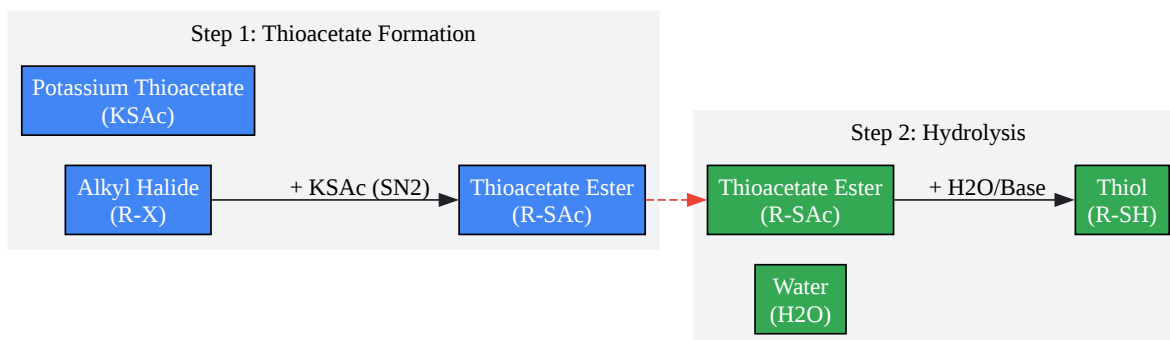 Step 1: Thioacetate Formation
Potassium Thioacetate
(KSAc)
Alkyl Halide
(R-X)
+ KSAc (SN2)
Thioacetate Ester
(R-SAc)
Step 2: Hydrolysis
Thioacetate Ester
(R-SAc)
+ H2O/Base
Thiol
(R-SH)
Water
(H2O)